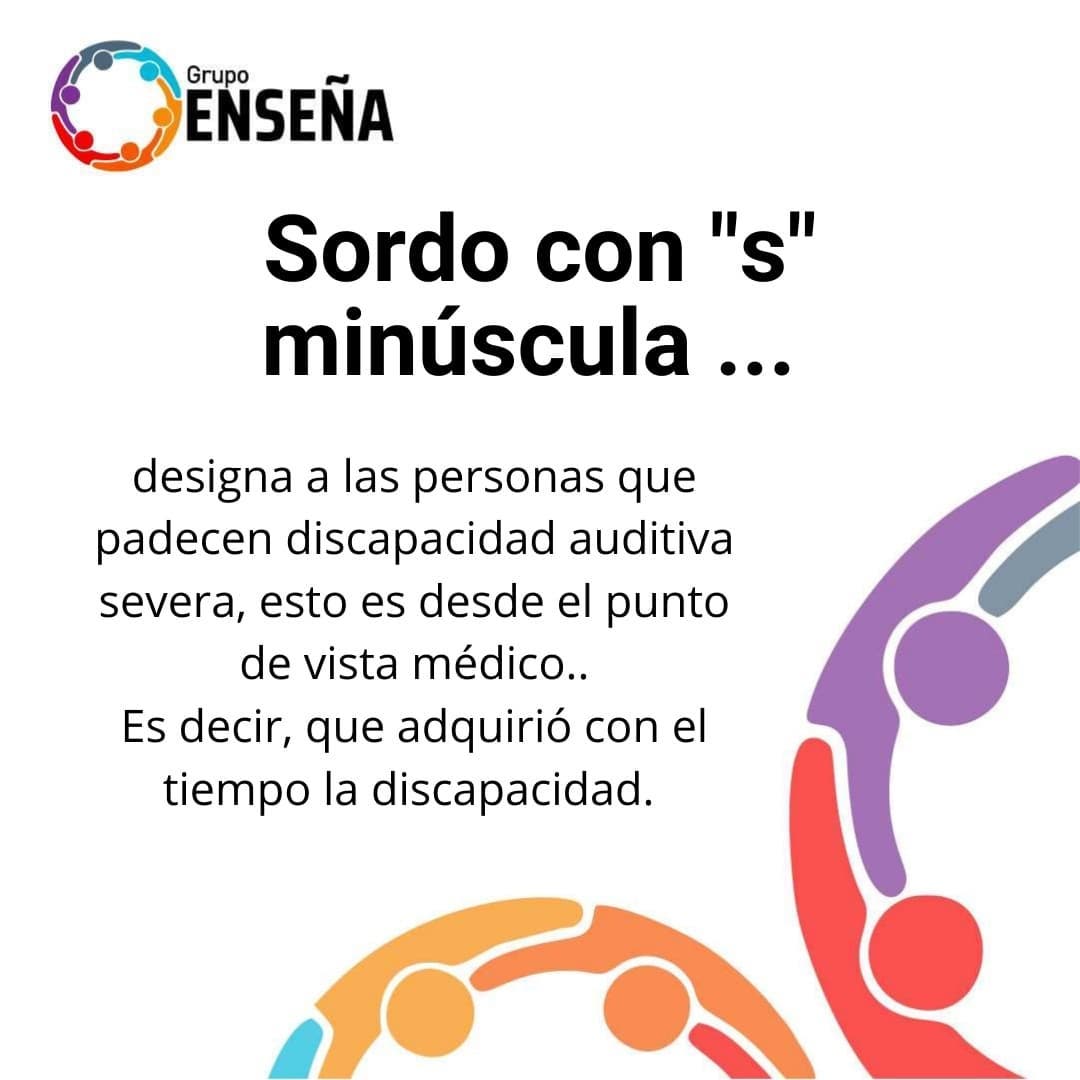 Grupo
ENSEÑA
Sordo con "s"
minúscula ...
designa a las personas que
padecen discapacidad auditiva
severa, esto es desde el punto
de vista médico..
Es decir, que adquirió con el
tiempo la discapacidad.